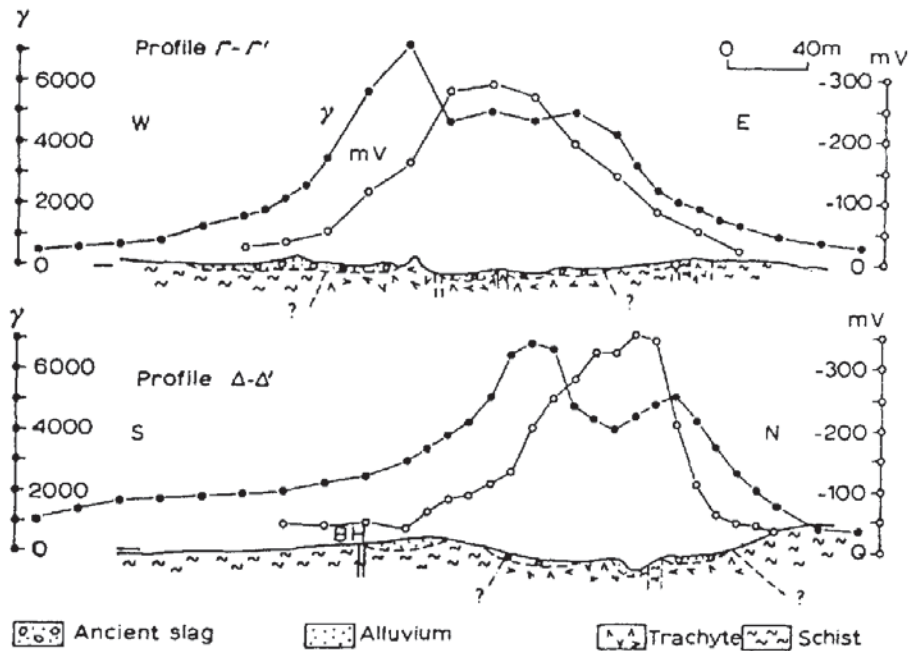 γ
Profile Γ-Γ′
0 40m
mV
6000
-300
W
γ
E
4000
-200
mV
2000
-100
0
0
? ?
γ
mV
6000
Profile Δ-Δ′
-300
S
N
4000
-200
2000
-100
BH
0
0
? ?
Ancient slag Alluvium Trachyte Schist